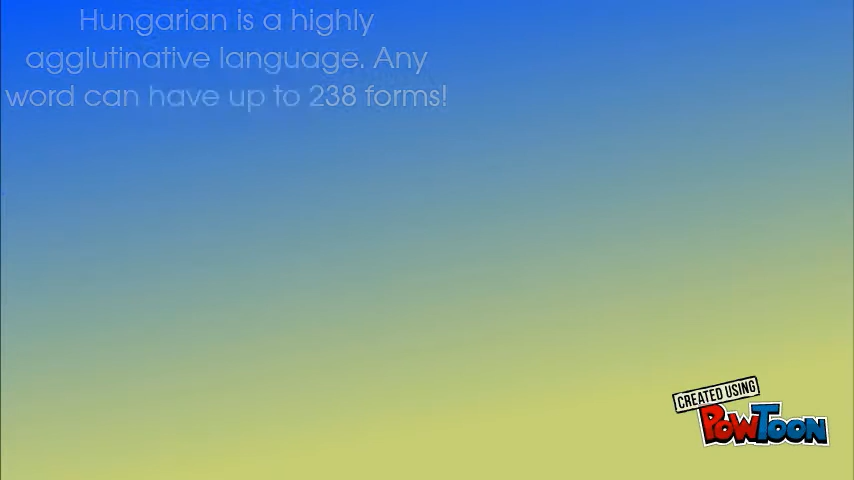 Hungarian is a highly
agglutinative language. Any
word can have up to 238 forms!
CREATED USING
POWTOON